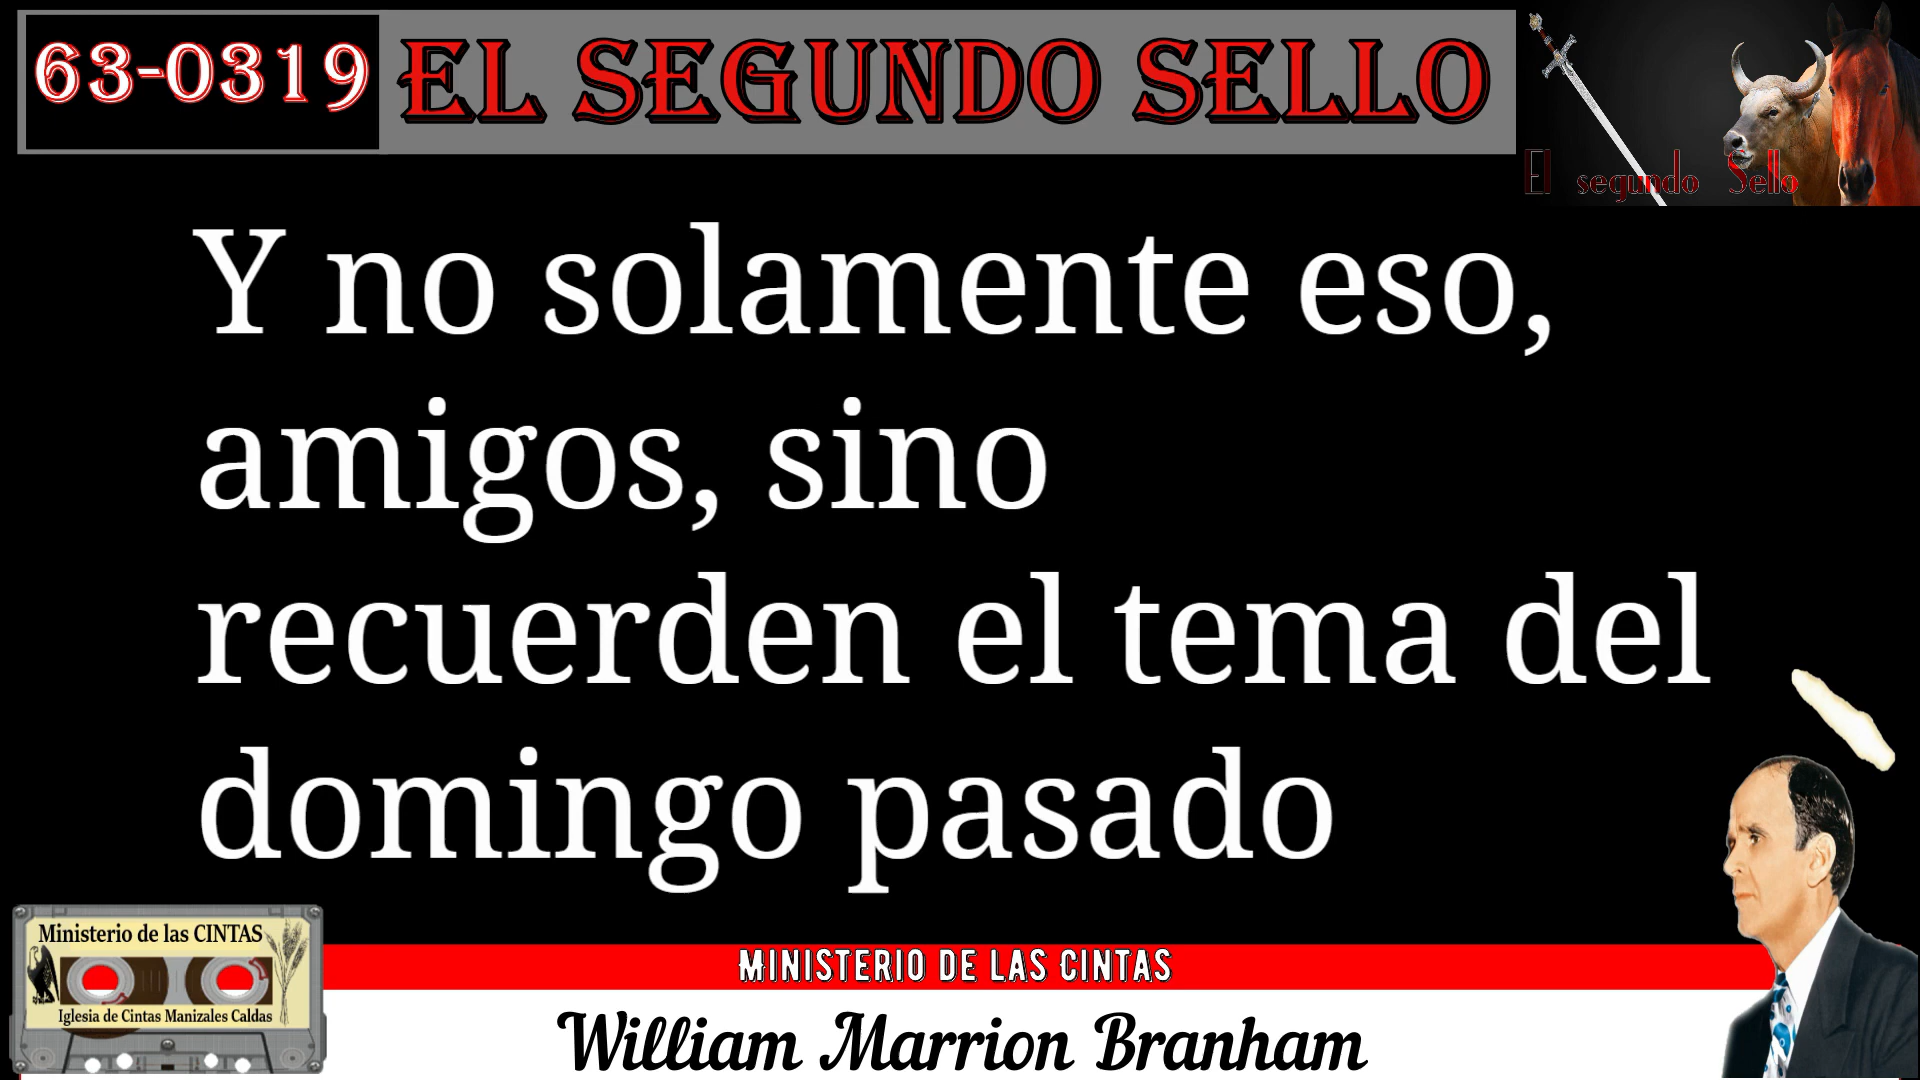 63-0319 EL SEGUNDO SELLO
El segundo Sello
Y no solamente eso,
amigos, sino
recuerden el tema del
domingo pasado
Ministerio de las CINTAS
Iglesia de Cintas Manizales Caldas
MINISTERIO DE LAS CINTAS
William Marrion Branham